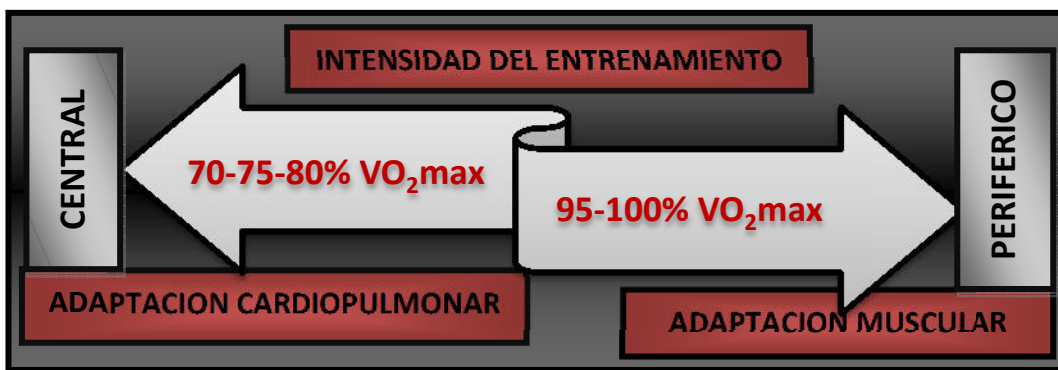 INTENSIDAD DEL ENTRENAMIENTO
CENTRAL
70-75-80% VO₂max
95-100% VO₂max
PERIFERICO
ADAPTACION CARDIOPULMONAR
ADAPTACION MUSCULAR